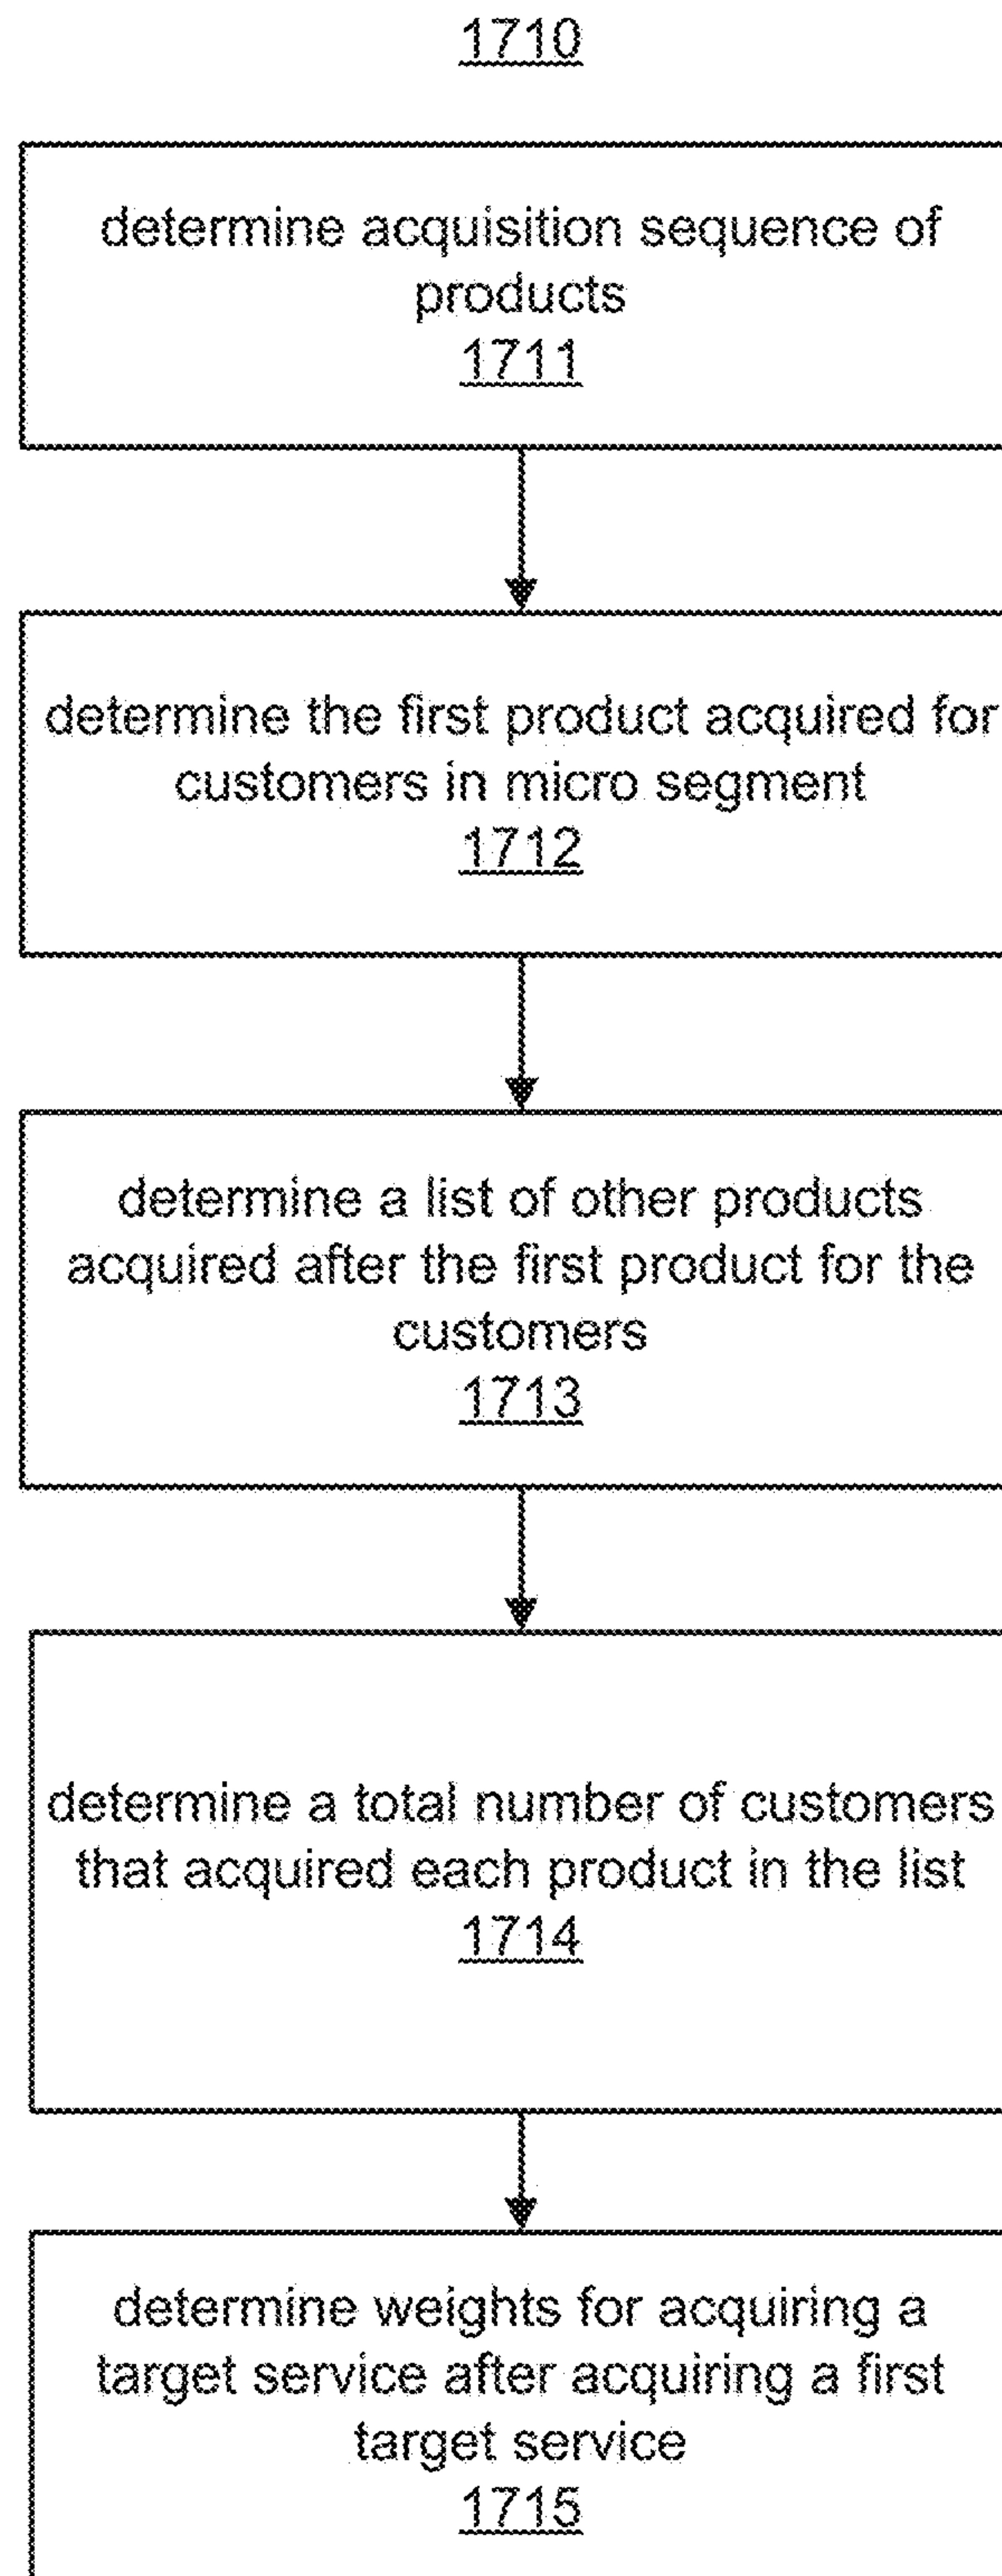 1710
determine acquisition sequence of
products
1711
determine the first product acquired for
customers in micro segment
1712
determine a list of other products
acquired after the first product for the
customers
1713
determine a total number of customers
that acquired each product in the list
1714
determine weights for acquiring a
target service after acquiring a first
target service
1715